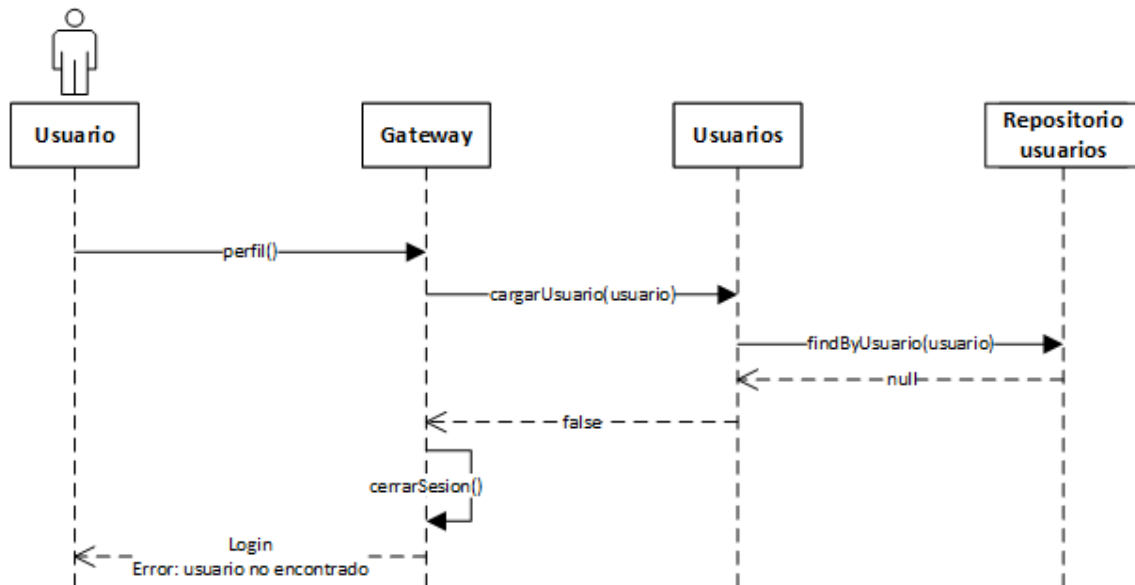 Usuario
Gateway
Usuarios
Repositorio
usuarios
perfil()
cargarUsuario(usuario)
findByUsuario(usuario)
null
false
cerrarSesion()
Login
Error: usuario no encontrado